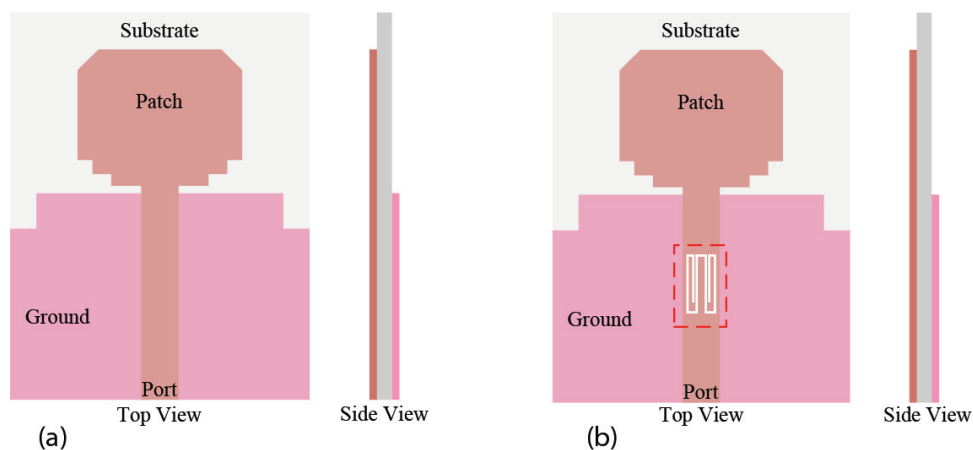 Substrate
Patch
Ground
Port
Top View
Side View
(a)
Substrate
Patch
Ground
Port
Top View
Side View
(b)